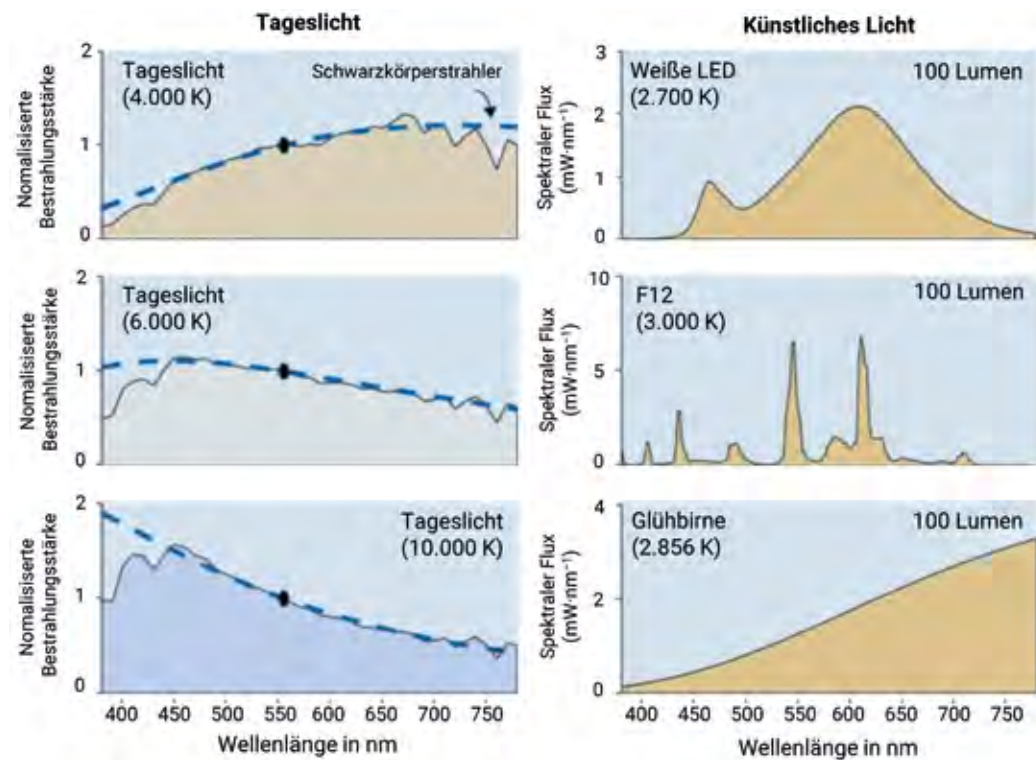 Tageslicht
2
Tageslicht
(4.000 K)
Schwarzkörperstrahler
1
0
Nomalisiserte
Bestrahlungsstärke
2
Tageslicht
(6.000 K)
1
0
Nomalisiserte
Bestrahlungsstärke
2
Tageslicht
(10.000 K)
1
0
Nomalisiserte
Bestrahlungsstärke
400 450 500 550 600 650 700 750
Wellenlänge in nm
Künstliches Licht
3
Weiße LED
(2.700 K)
100 Lumen
2
1
0
Spektraler Flux
(mW·nm⁻¹)
10
F12
(3.000 K)
100 Lumen
5
0
Spektraler Flux
(mW·nm⁻¹)
4
Glühbirne
(2.856 K)
100 Lumen
2
0
Spektraler Flux
(mW·nm⁻¹)
400 450 500 550 600 650 700 750
Wellenlänge in nm